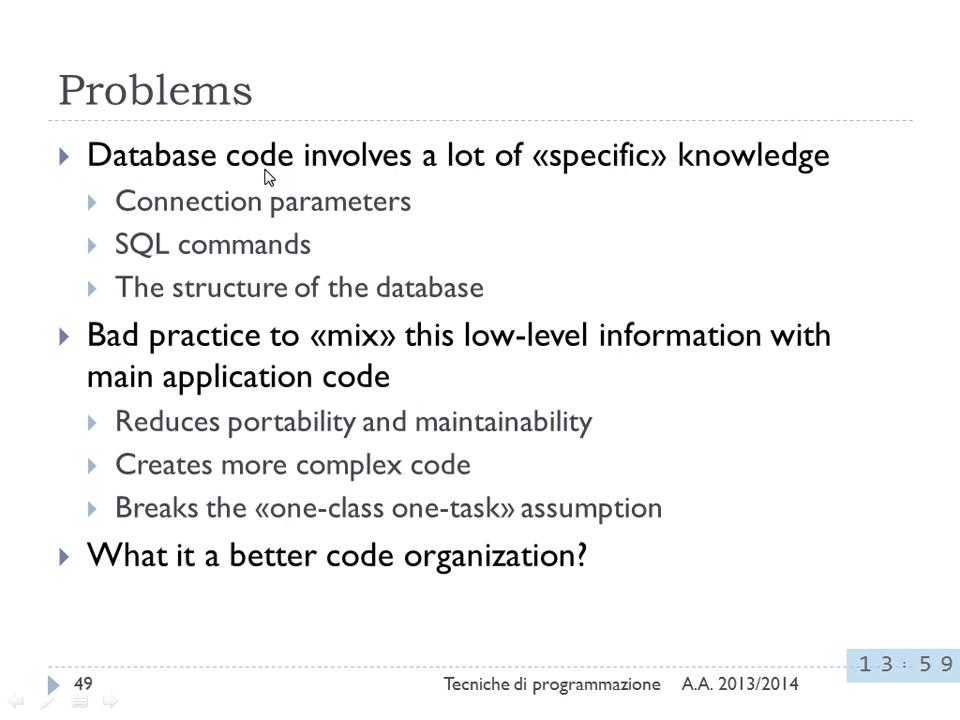 Problems
Database code involves a lot of «specific» knowledge
Connection parameters
SQL commands
The structure of the database
Bad practice to «mix» this low-level information with
main application code
Reduces portability and maintainability
Creates more complex code
Breaks the «one-class one-task» assumption
What it a better code organization?
13:59
49 Tecniche di programmazione A.A. 2013/2014